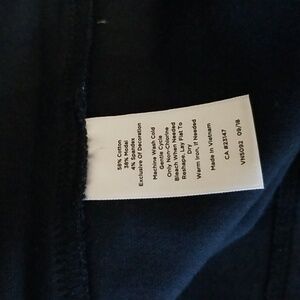 59% Cotton
36% Modal
4% Spandex
Exclusive Of Decoration
Machine Wash Cold
Gentle Cycle
Only Non-Chlorine
Bleach When Needed
Reshape, Lay Flat To
Dry
Warm Iron, If Needed
Made In Vietnam
CA #23147
VN5092 09/16